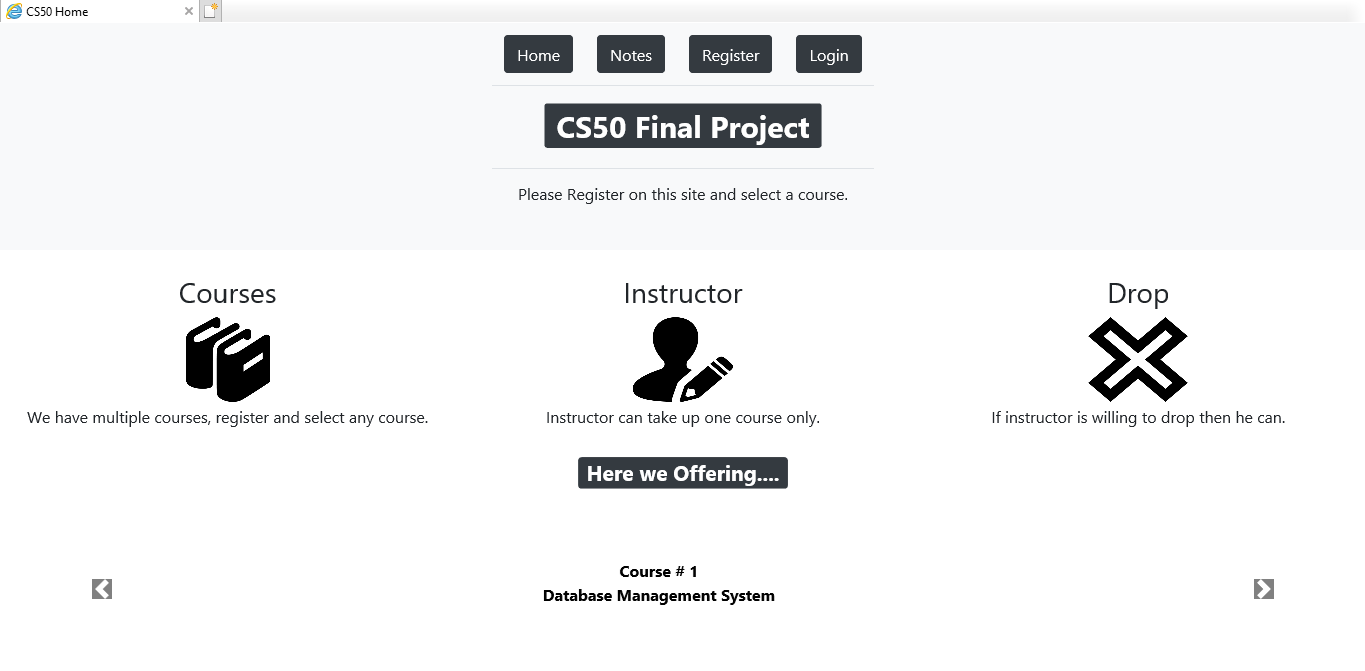 CS50 Home
Home Notes Register Login
CS50 Final Project
Please Register on this site and select a course.
Courses
We have multiple courses, register and select any course.
Instructor
Instructor can take up one course only.
Drop
If instructor is willing to drop then he can.
Here we Offering....
Course # 1
Database Management System